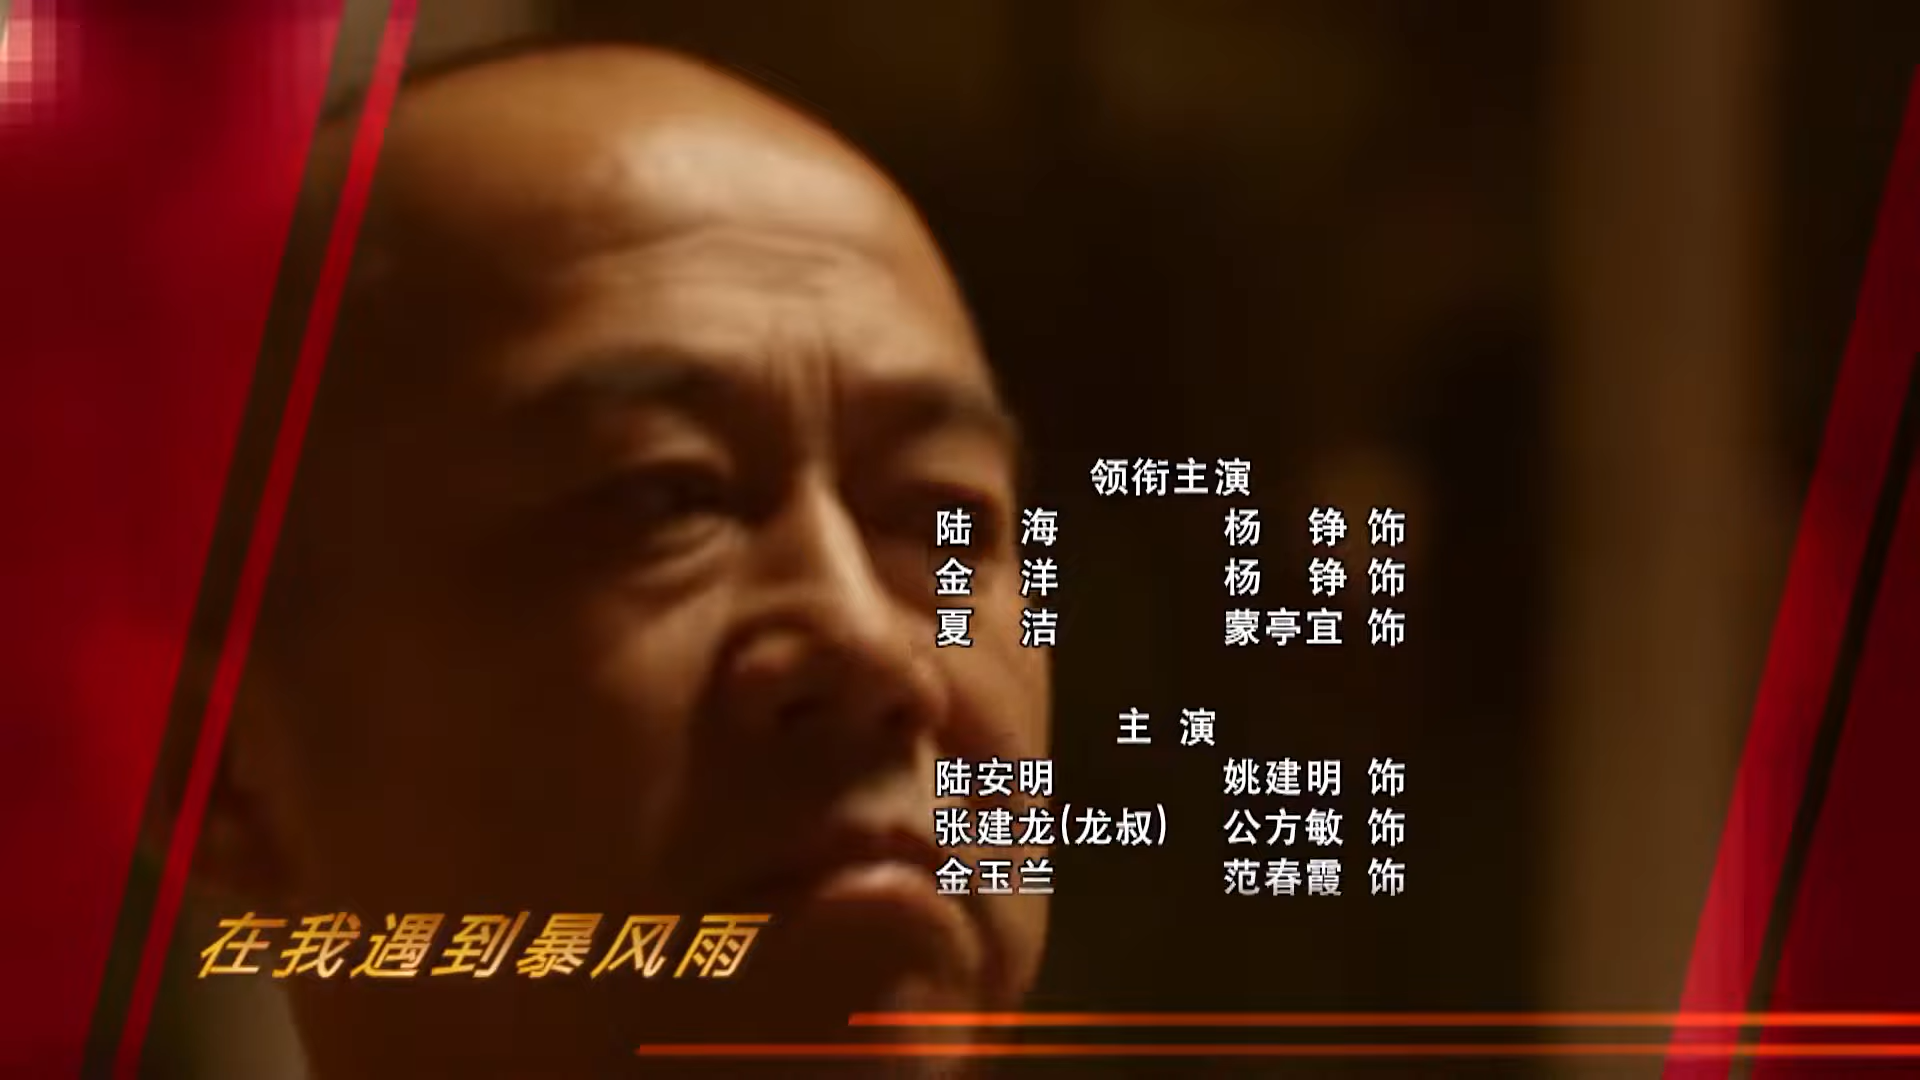 领衔主演
陆 海 杨 铮 饰
金 洋 杨 铮 饰
夏 洁 蒙亭宜 饰
主 演
陆安明 姚建明 饰
张建龙(龙叔) 公方敏 饰
金玉兰 范春霞 饰
在我遇到暴风雨